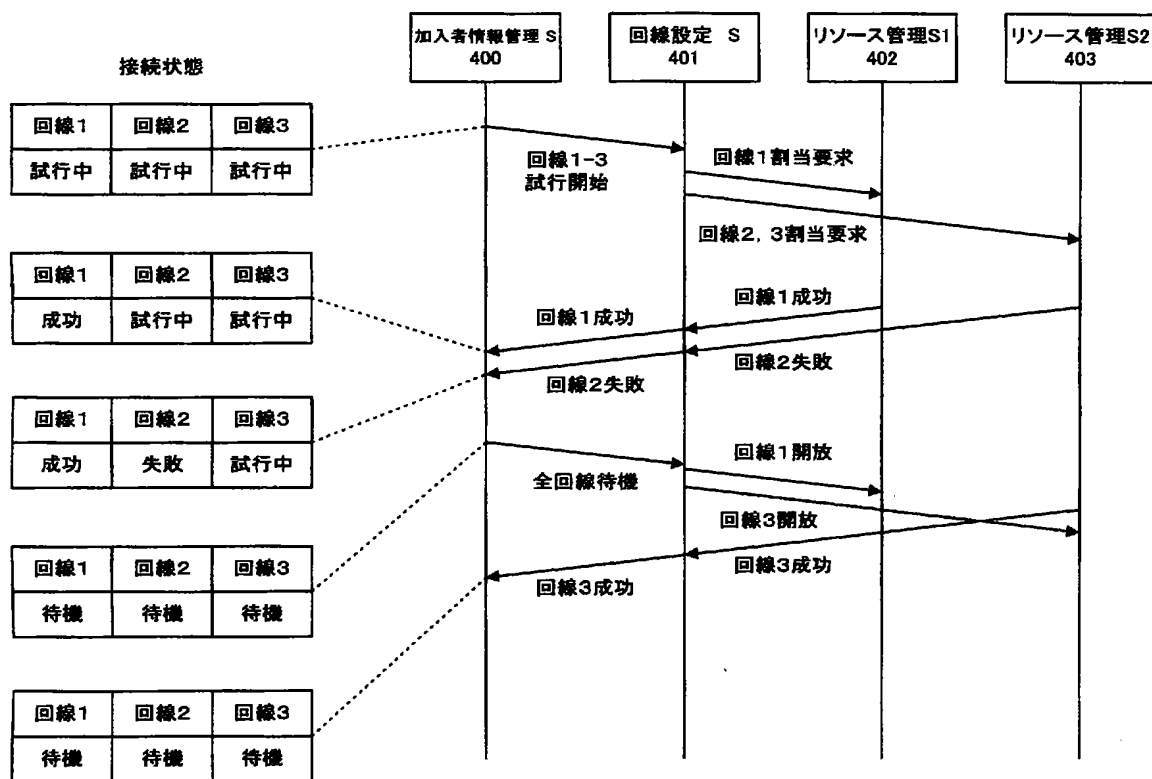 加入者情報管理 S
400
回線設定 S
401
リソース管理S1
402
リソース管理S2
403
接続状態
回線1 回線2 回線3
試行中 試行中 試行中
回線1-3
試行開始
回線1割当要求
回線2, 3割当要求
回線1 回線2 回線3
成功 試行中 試行中
回線1成功
回線1成功
回線2失敗
回線2失敗
回線1 回線2 回線3
成功 失敗 試行中
全回線待機
回線1開放
回線3開放
回線3成功
回線3成功
回線1 回線2 回線3
待機 待機 待機
回線1 回線2 回線3
待機 待機 待機